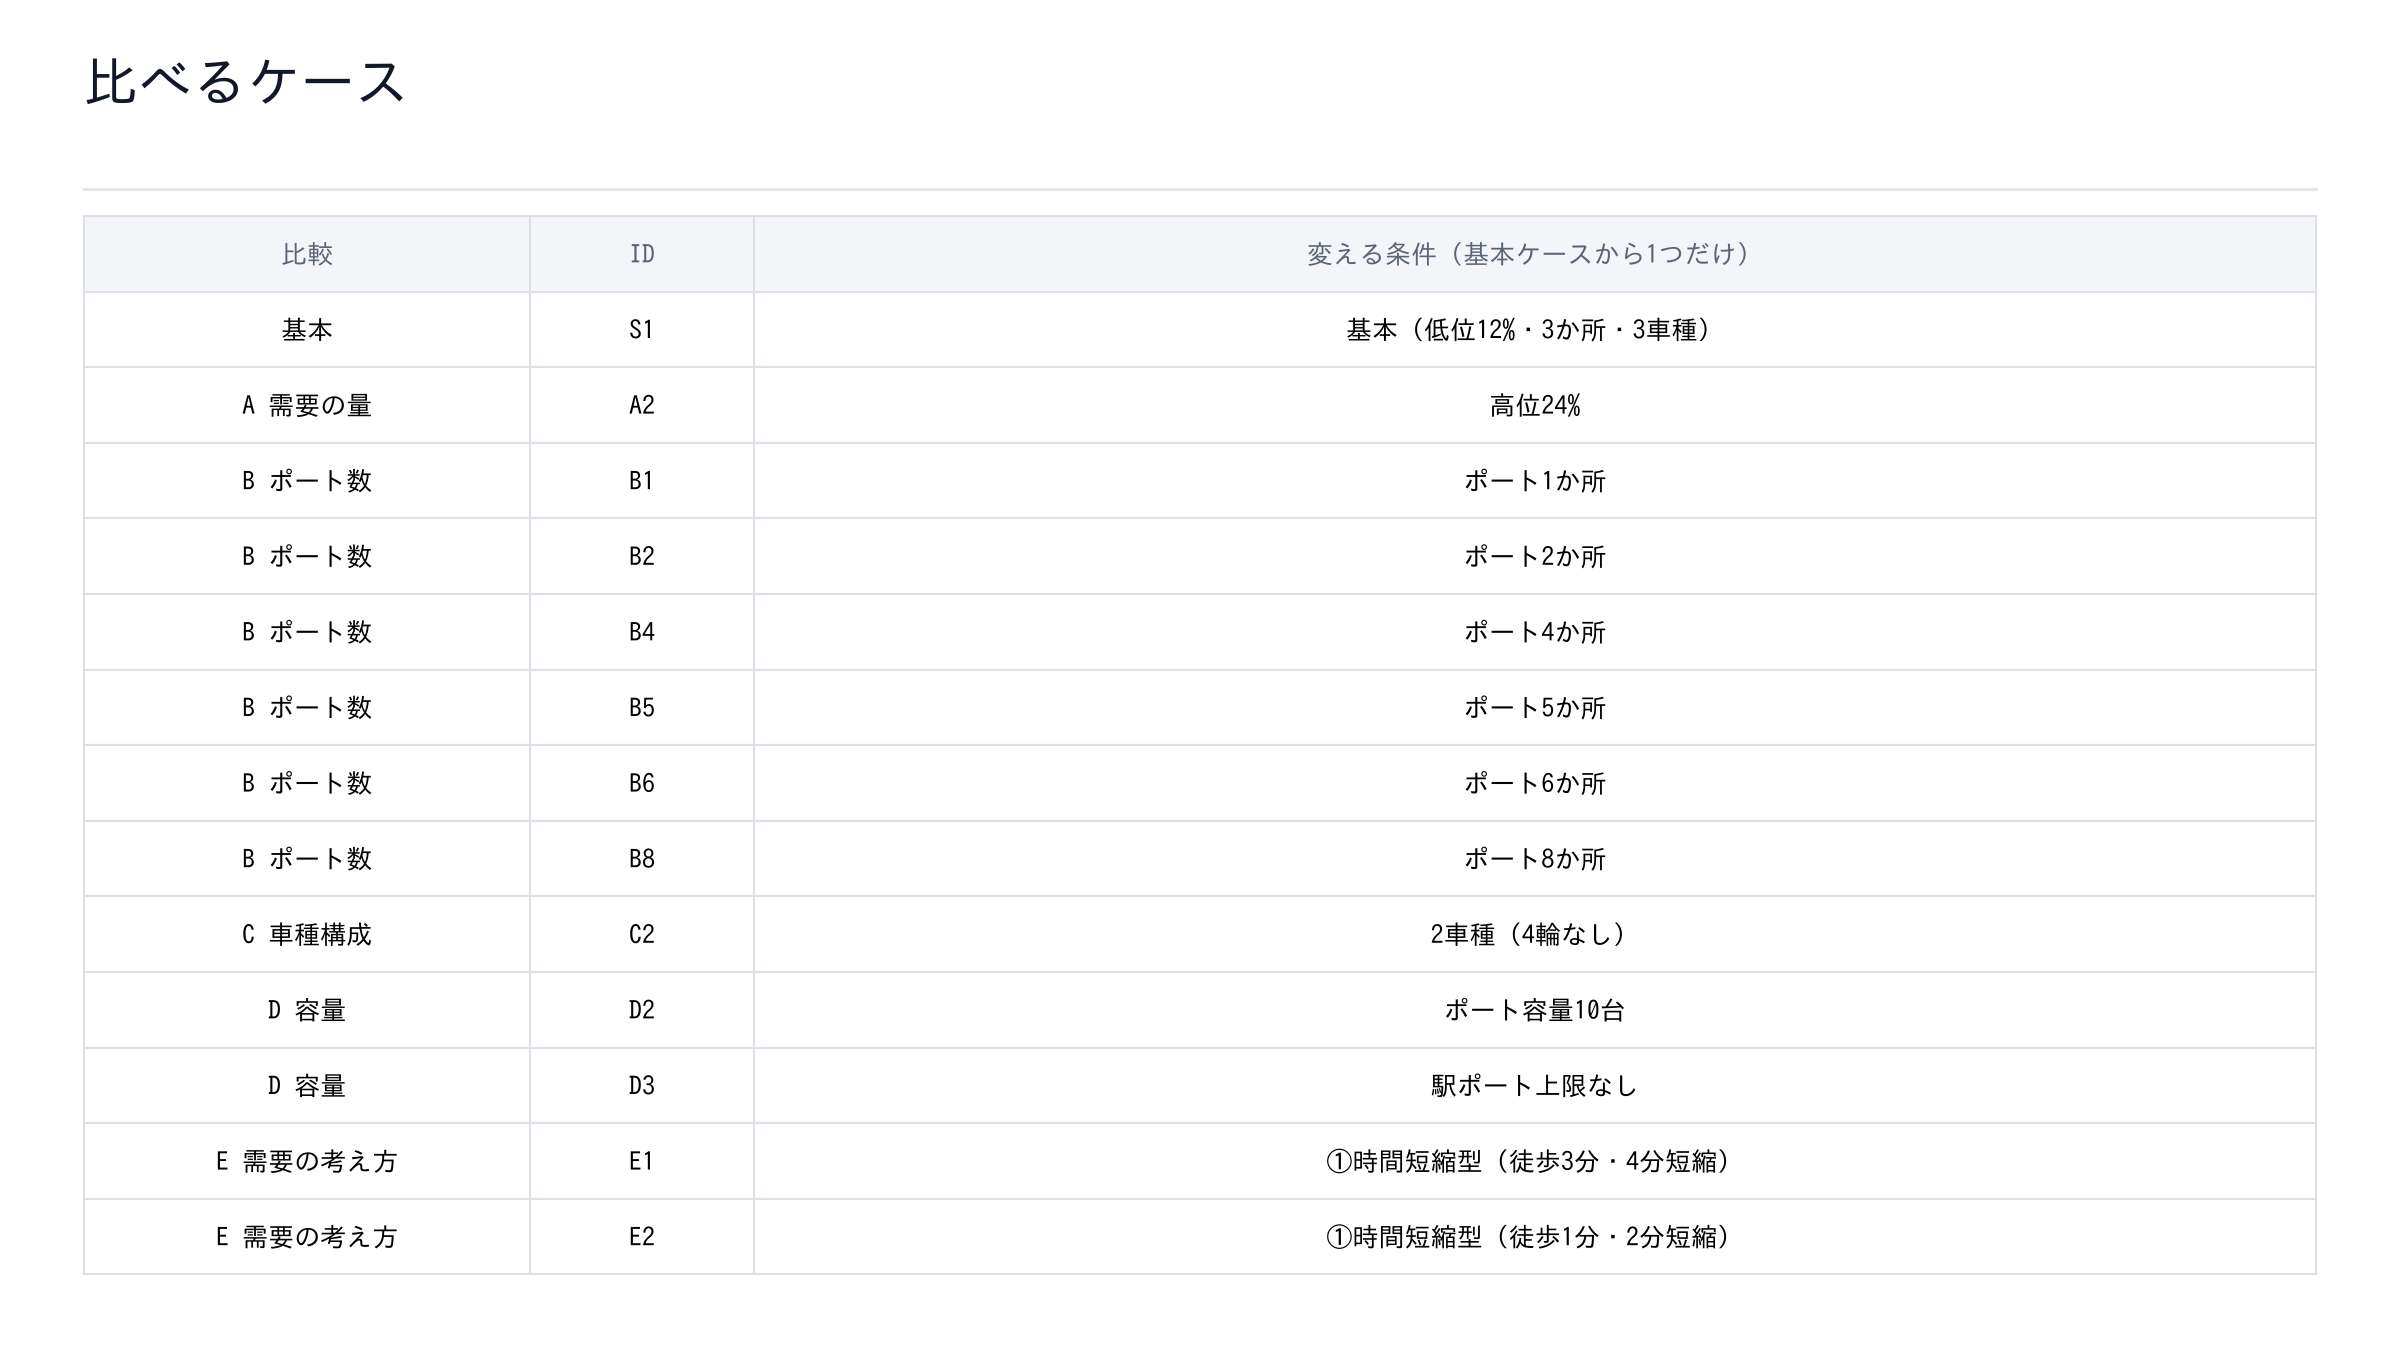 比べるケース
比較 ID 変える条件（基本ケースから1つだけ）
基本 S1 基本（低位12%・3か所・3車種）
A 需要の量 A2 高位24%
B ポート数 B1 ポート1か所
B ポート数 B2 ポート2か所
B ポート数 B4 ポート4か所
B ポート数 B5 ポート5か所
B ポート数 B6 ポート6か所
B ポート数 B8 ポート8か所
C 車種構成 C2 2車種（4輪なし）
D 容量 D2 ポート容量10台
D 容量 D3 駅ポート上限なし
E 需要の考え方 E1 ①時間短縮型（徒歩3分・4分短縮）
E 需要の考え方 E2 ①時間短縮型（徒歩1分・2分短縮）